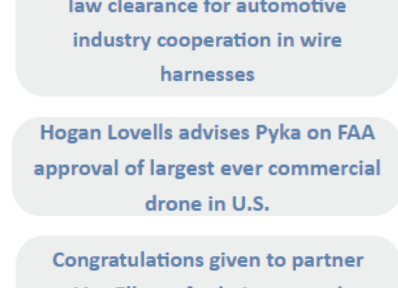 law clearance for automotive
industry cooperation in wire
harnesses
Hogan Lovells advises Pyka on FAA
approval of largest ever commercial
drone in U.S.
Congratulations given to partner